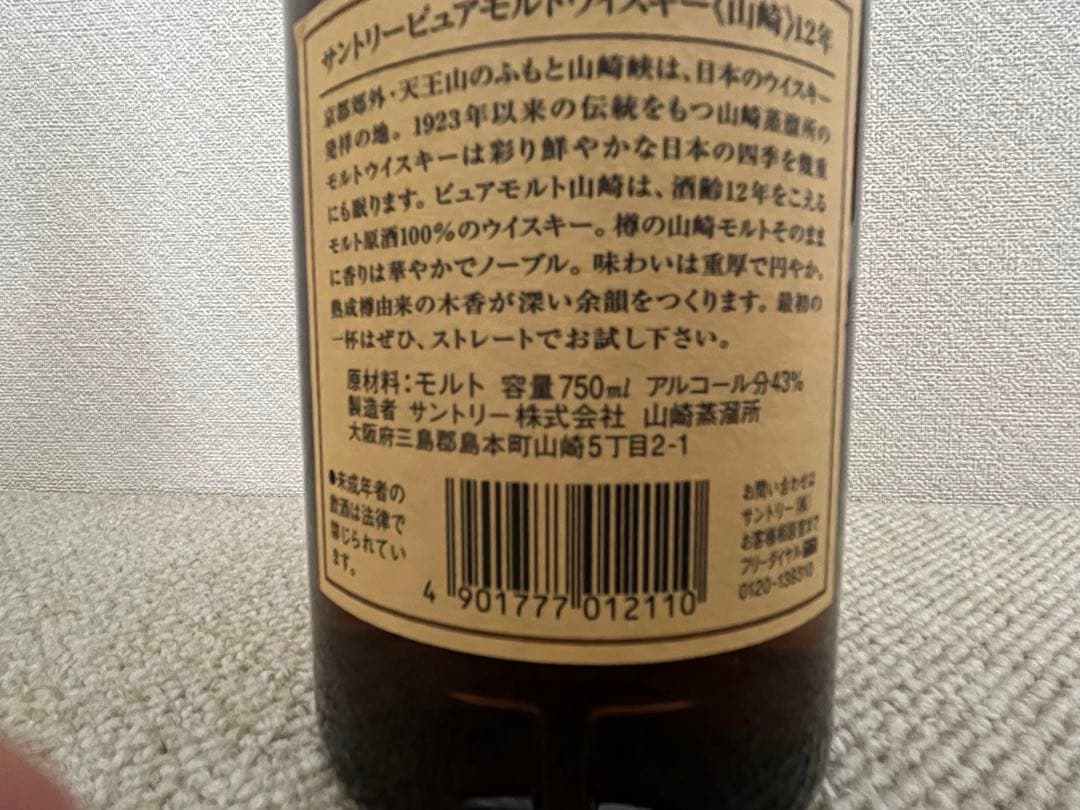 サントリーピュアモルトウイスキー〈山崎〉12年
京都郊外・天王山のふもと山崎峡は、日本のウイスキー
発祥の地。1923年以来の伝統をもつ山崎蒸溜所の
モルトウイスキーは彩り鮮やかな日本の四季を幾重
にも眠ります。ピュアモルト山崎は、酒齢12年をこえる
モルト原酒100%のウイスキー。樽の山崎モルトそのまま
に香りは華やかでノーブル。味わいは重厚で円やか。
熟成樽由来の木香が深い余韻をつくります。最初の
一杯はぜひ、ストレートでお試し下さい。
原材料:モルト 容量750ml アルコール分43%
製造者 サントリー株式会社 山崎蒸溜所
大阪府三島郡島本町山崎5丁目2-1
●未成年者の
飲酒は法律で
禁じられてい
ます。
4 901777 012110
お問い合わせは
サントリー(株)
お客様相談室まで
フリーダイヤル
0120-139310